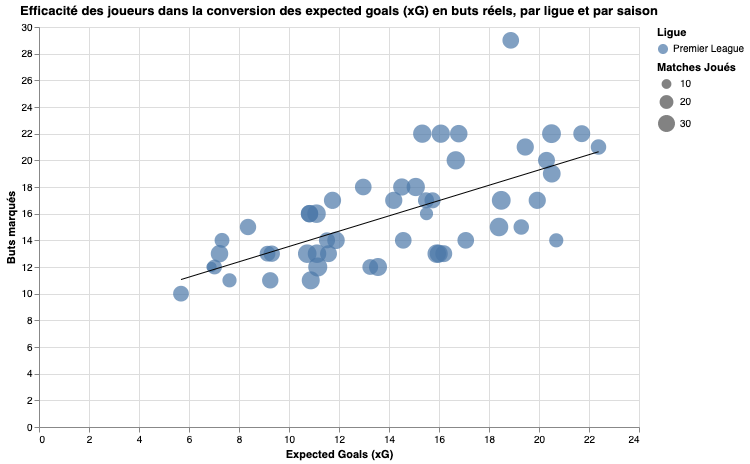 Efficacité des joueurs dans la conversion des expected goals (xG) en buts réels, par ligue et par saison
Ligue
Premier League
Matches Joués
10
20
30
Buts marqués
30
28
26
24
22
20
18
16
14
12
10
8
6
4
2
0
0 2 4 6 8 10 12 14 16 18 20 22 24
Expected Goals (xG)